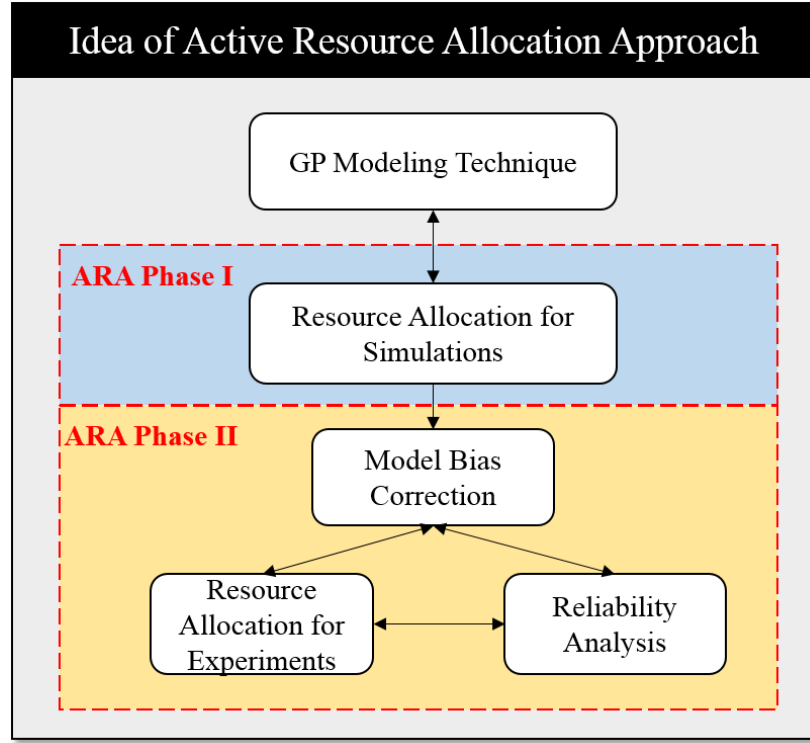 Idea of Active Resource Allocation Approach
GP Modeling Technique
ARA Phase I
Resource Allocation for
Simulations
ARA Phase II
Model Bias
Correction
Resource
Allocation for
Experiments
Reliability
Analysis